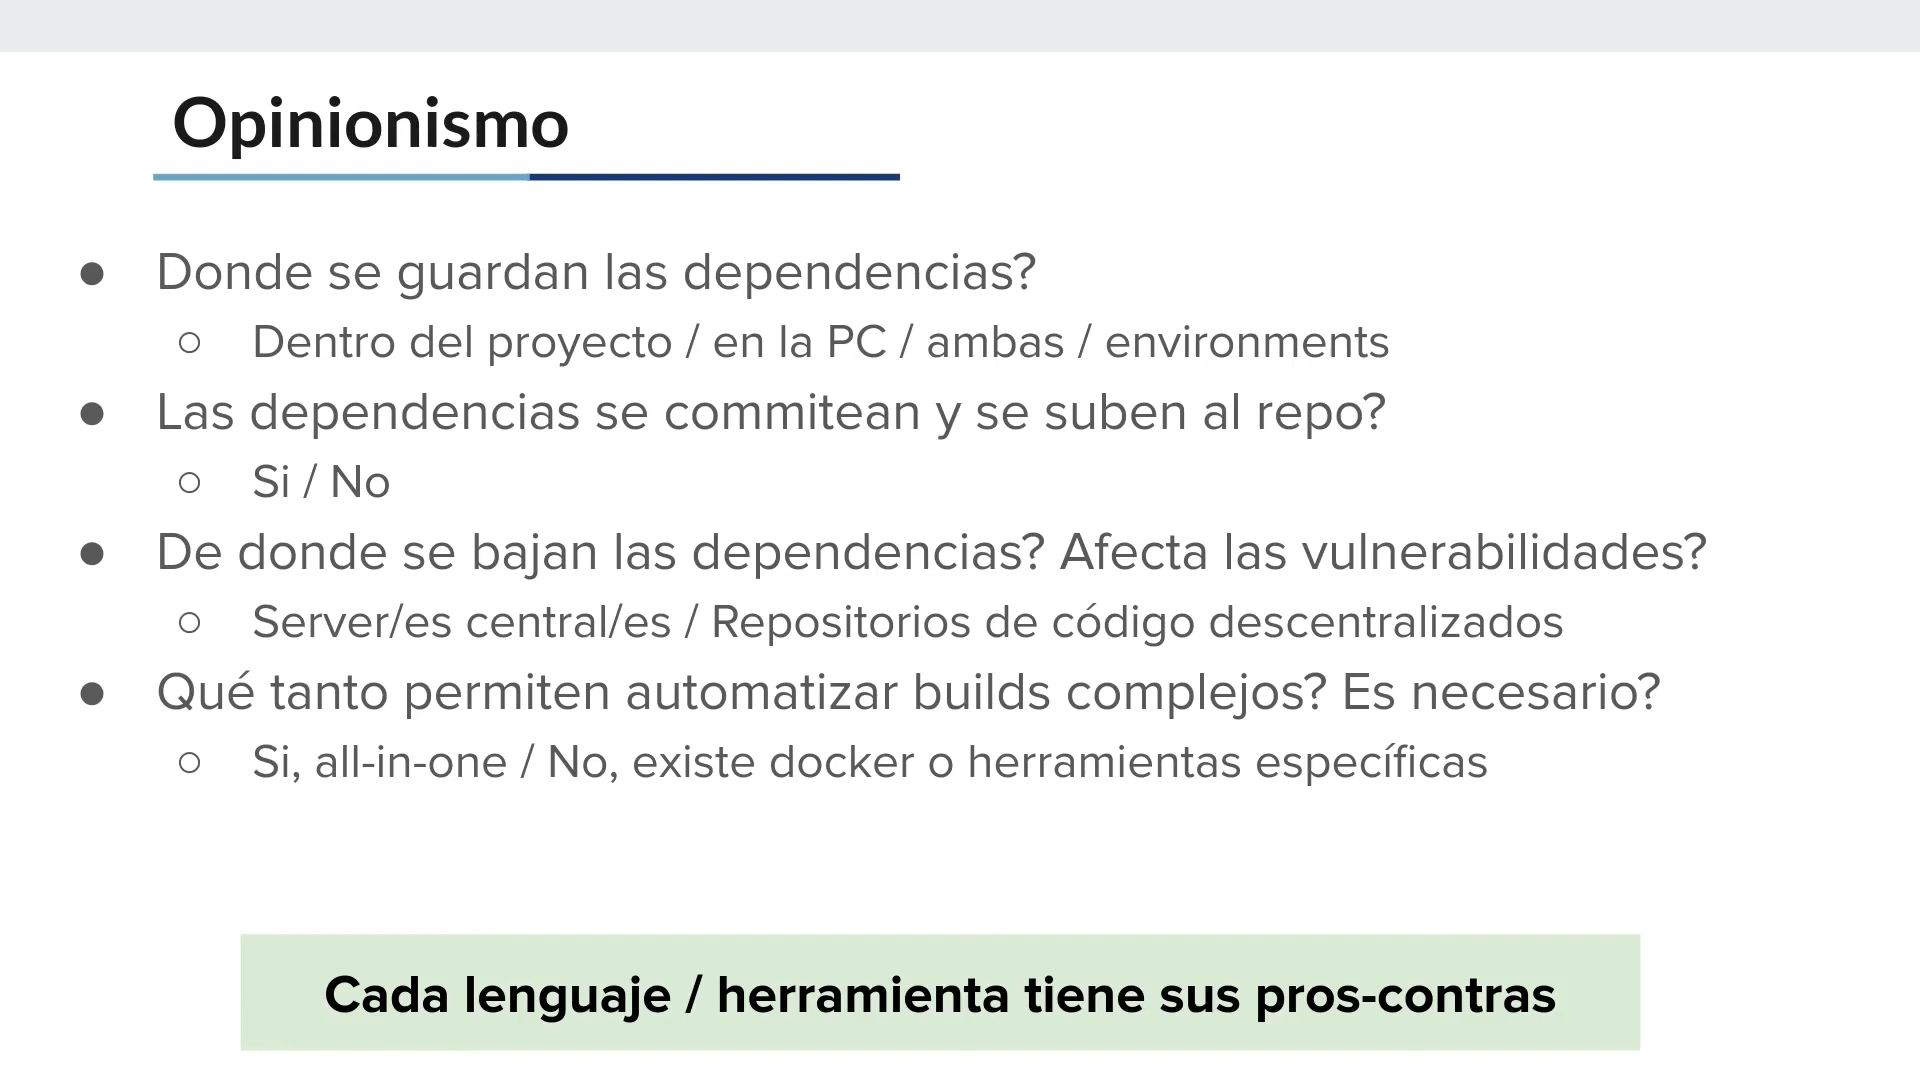 Opinionismo
● Donde se guardan las dependencias?
○ Dentro del proyecto / en la PC / ambas / environments
● Las dependencias se commitean y se suben al repo?
○ Si / No
● De donde se bajan las dependencias? Afecta las vulnerabilidades?
○ Server/es central/es / Repositorios de código descentralizados
● Qué tanto permiten automatizar builds complejos? Es necesario?
○ Si, all-in-one / No, existe docker o herramientas específicas
Cada lenguaje / herramienta tiene sus pros-contras